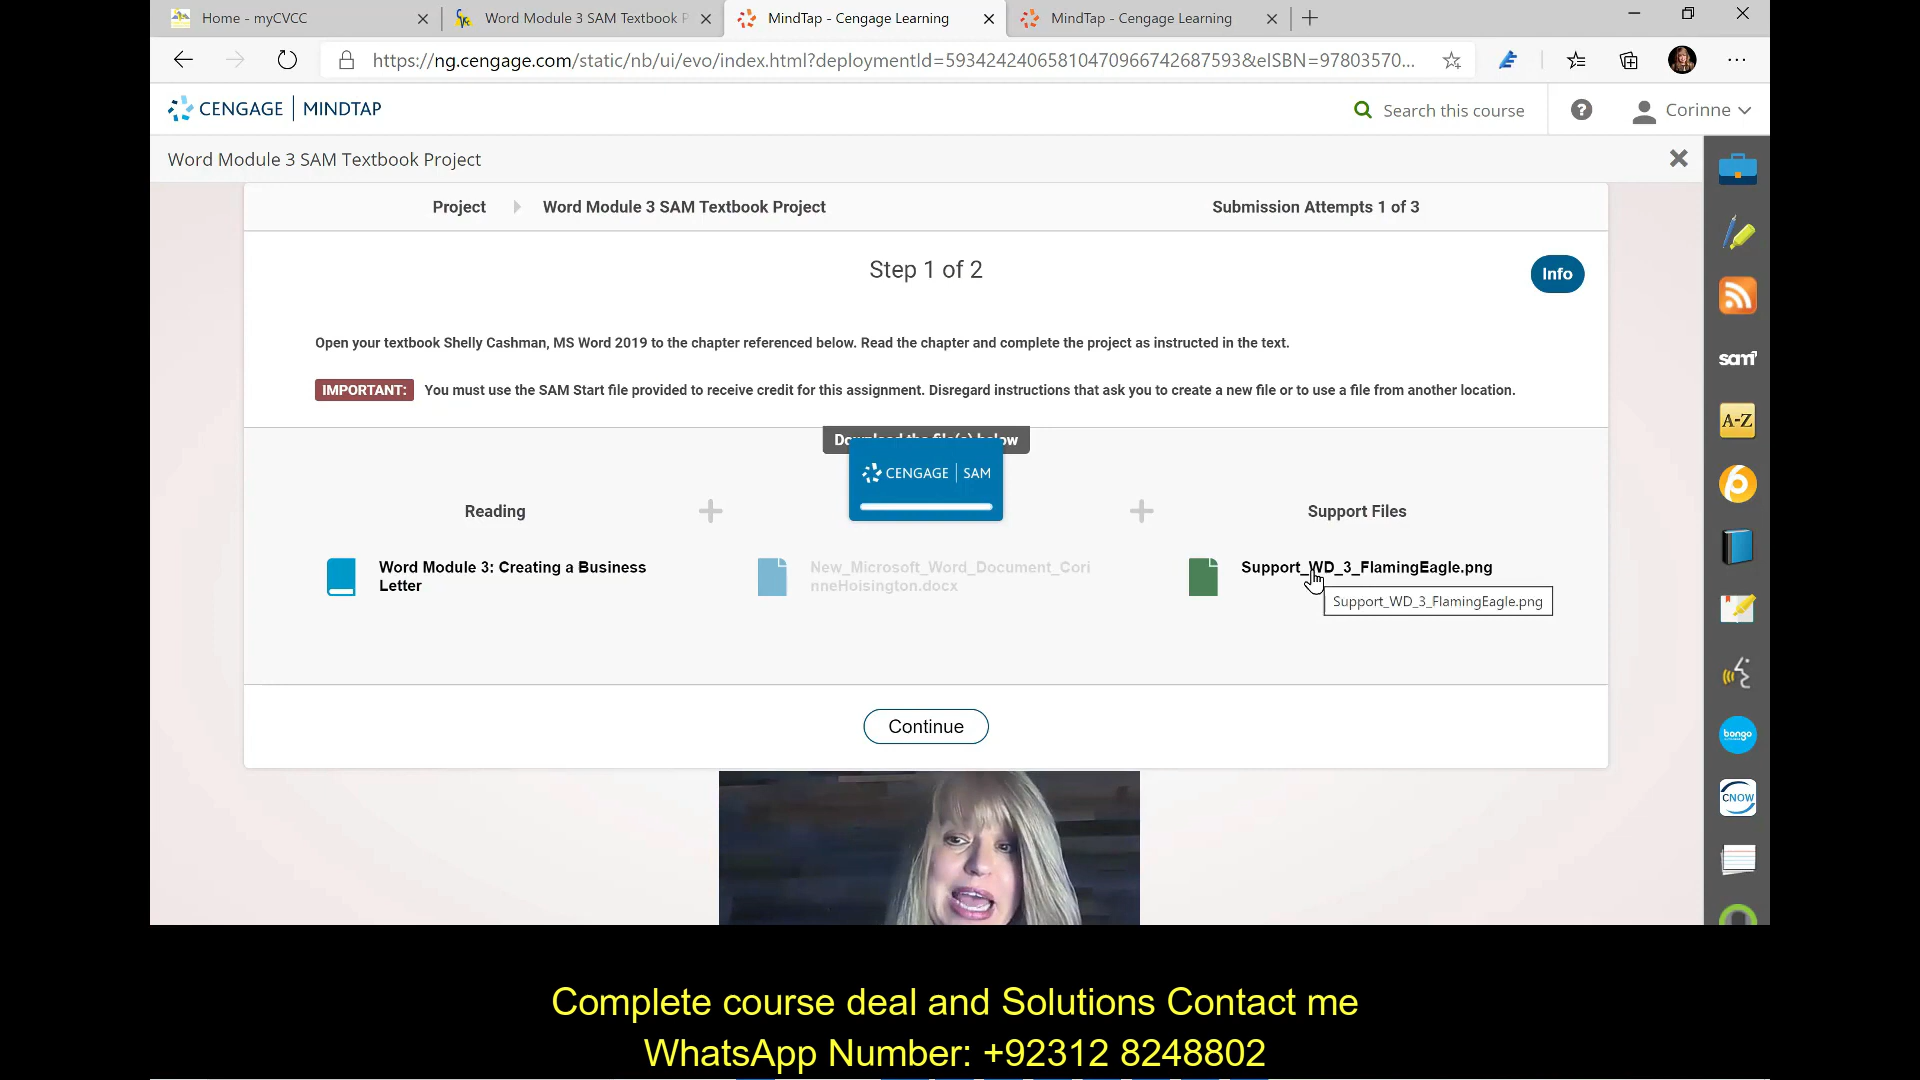 Home - myCVCC
Word Module 3 SAM Textbook P
MindTap - Cengage Learning
MindTap - Cengage Learning
https://ng.cengage.com/static/nb/ui/evo/index.html?deploymentId=5934242406581047096674268759​3&eISBN=97803570...
CENGAGE | MINDTAP
Search this course
Corinne
Word Module 3 SAM Textbook Project
Project
Word Module 3 SAM Textbook Project
Submission Attempts 1 of 3
Step 1 of 2
Info
Open your textbook Shelly Cashman, MS Word 2019 to the chapter referenced below. Read the chapter and complete the project as instructed in the text.
IMPORTANT: You must use the SAM Start file provided to receive credit for this assignment. Disregard instructions that ask you to create a new file or to use a file from another location.
Download the file(s) below
CENGAGE | SAM
Reading
Support Files
Word Module 3: Creating a Business
Letter
New_Microsoft_Word_Document_Cori
nneHoisington.docx
Support_WD_3_FlamingEagle.png
Support_WD_3_FlamingEagle.png
Continue
sam
A-Z
bongo
CNOW
Complete course deal and Solutions Contact me
WhatsApp Number: +92312 8248802